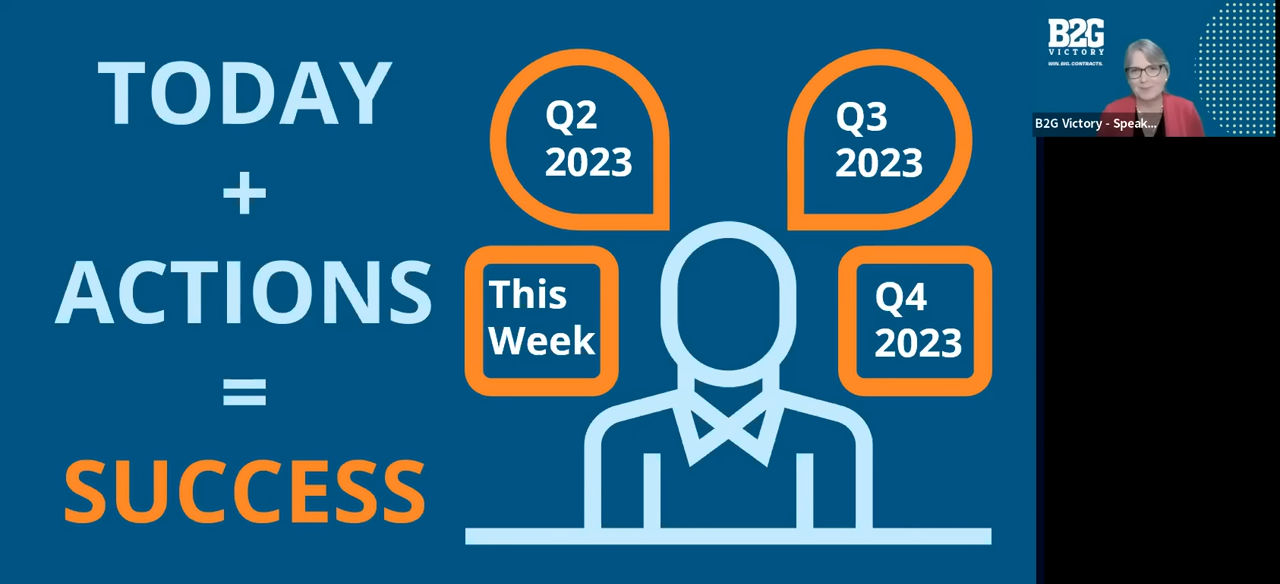 TODAY
+
ACTIONS
=
SUCCESS
Q2
2023
Q3
2023
This
Week
Q4
2023
B2G
VICTORY
WIN. BIG. CONTRACTS.
B2G Victory - Speak...